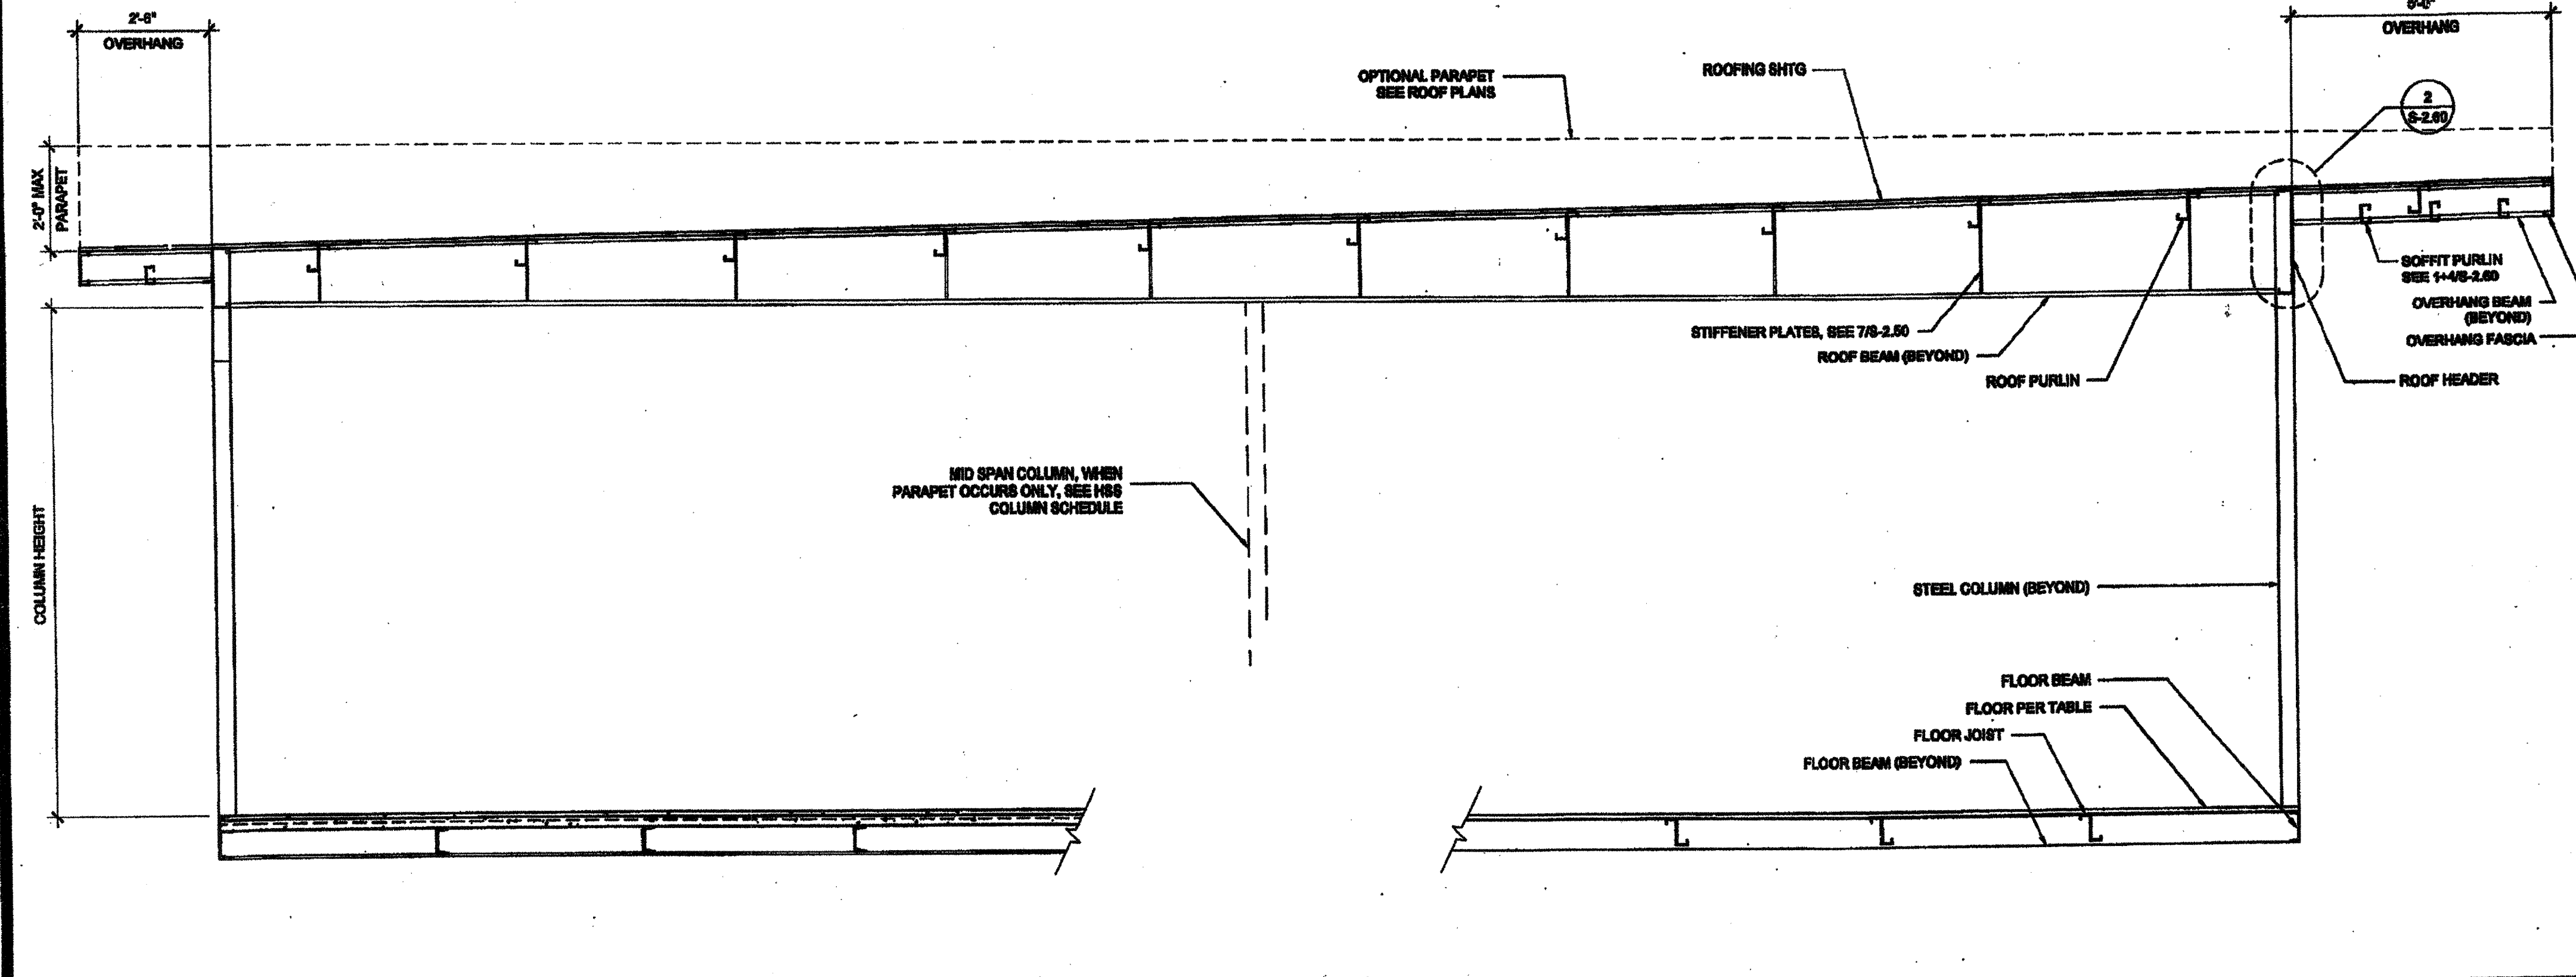 2'-6"
OVERHANG
5'-0"
OVERHANG
OPTIONAL PARAPET
SEE ROOF PLANS
ROOFING SHTG
2
S-2.60
2'-0" MAX
PARAPET
SOFFIT PURLIN
SEE 1+4/S-2.60
OVERHANG BEAM
(BEYOND)
OVERHANG FASCIA
STIFFENER PLATES, SEE 7/S-2.50
ROOF BEAM (BEYOND)
ROOF PURLIN
ROOF HEADER
MID SPAN COLUMN, WHEN
PARAPET OCCURS ONLY, SEE HSS
COLUMN SCHEDULE
COLUMN HEIGHT
STEEL COLUMN (BEYOND)
FLOOR BEAM
FLOOR PER TABLE
FLOOR JOIST
FLOOR BEAM (BEYOND)